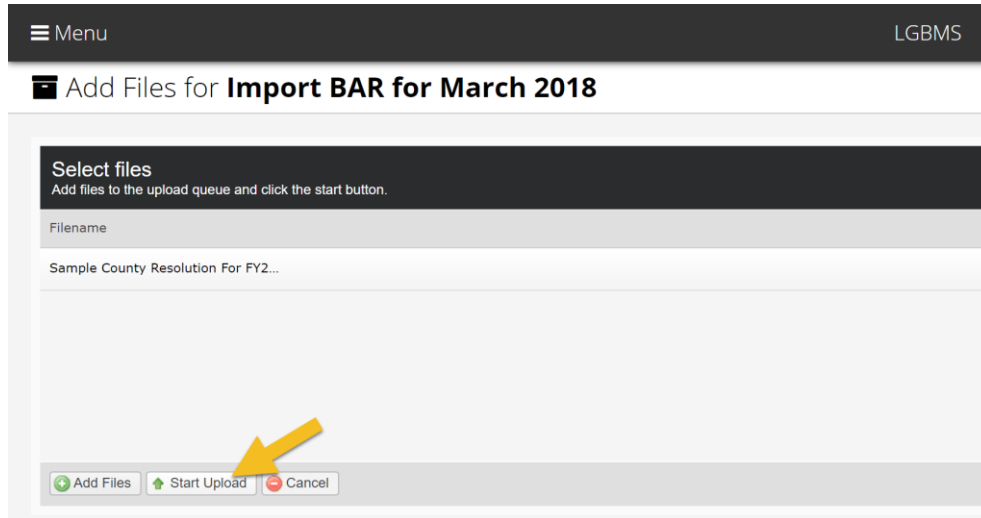 Menu
LGBMS
Add Files for Import BAR for March 2018
Select files
Add files to the upload queue and click the start button.
Filename
Sample County Resolution For FY2...
Add Files
Start Upload
Cancel